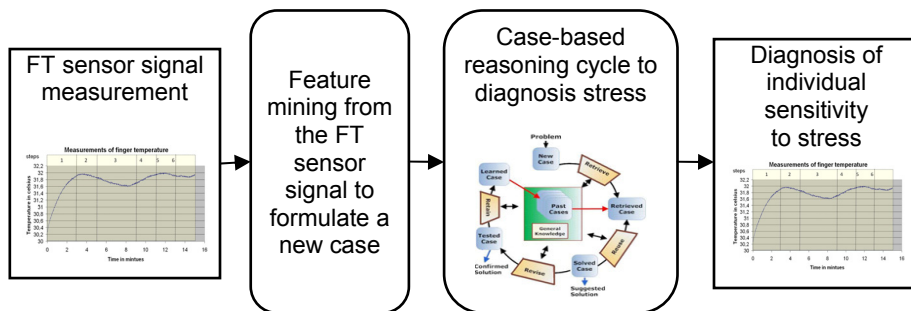 FT sensor signal
measurement
Measurements of finger temperature
steps
1 2 3 4 5 6
Temperature in celsius
32,2
32
31,8
31,6
31,4
31,2
31
30,8
30,6
30,4
30,2
30
0 2 4 6 8 10 12 14 16
Time in mintues
Feature
mining from
the FT
sensor
signal to
formulate a
new case
Case-based
reasoning cycle to
diagnosis stress
Problem
New
Case
Retrieve
Learned
Case
Past
Cases
Retrieved
Case
Retain
General
Knowledge
Reuse
Tested
Case
Solved
Case
Revise
Confirmed
Solution
Suggested
Solution
Diagnosis of
individual
sensitivity
to stress
Measurements of finger temperature
steps
1 2 3 4 5 6
Temperature in celsius
32,2
32
31,8
31,6
31,4
31,2
31
30,8
30,6
30,4
30,2
30
0 2 4 6 8 10 12 14 16
Time in mintues